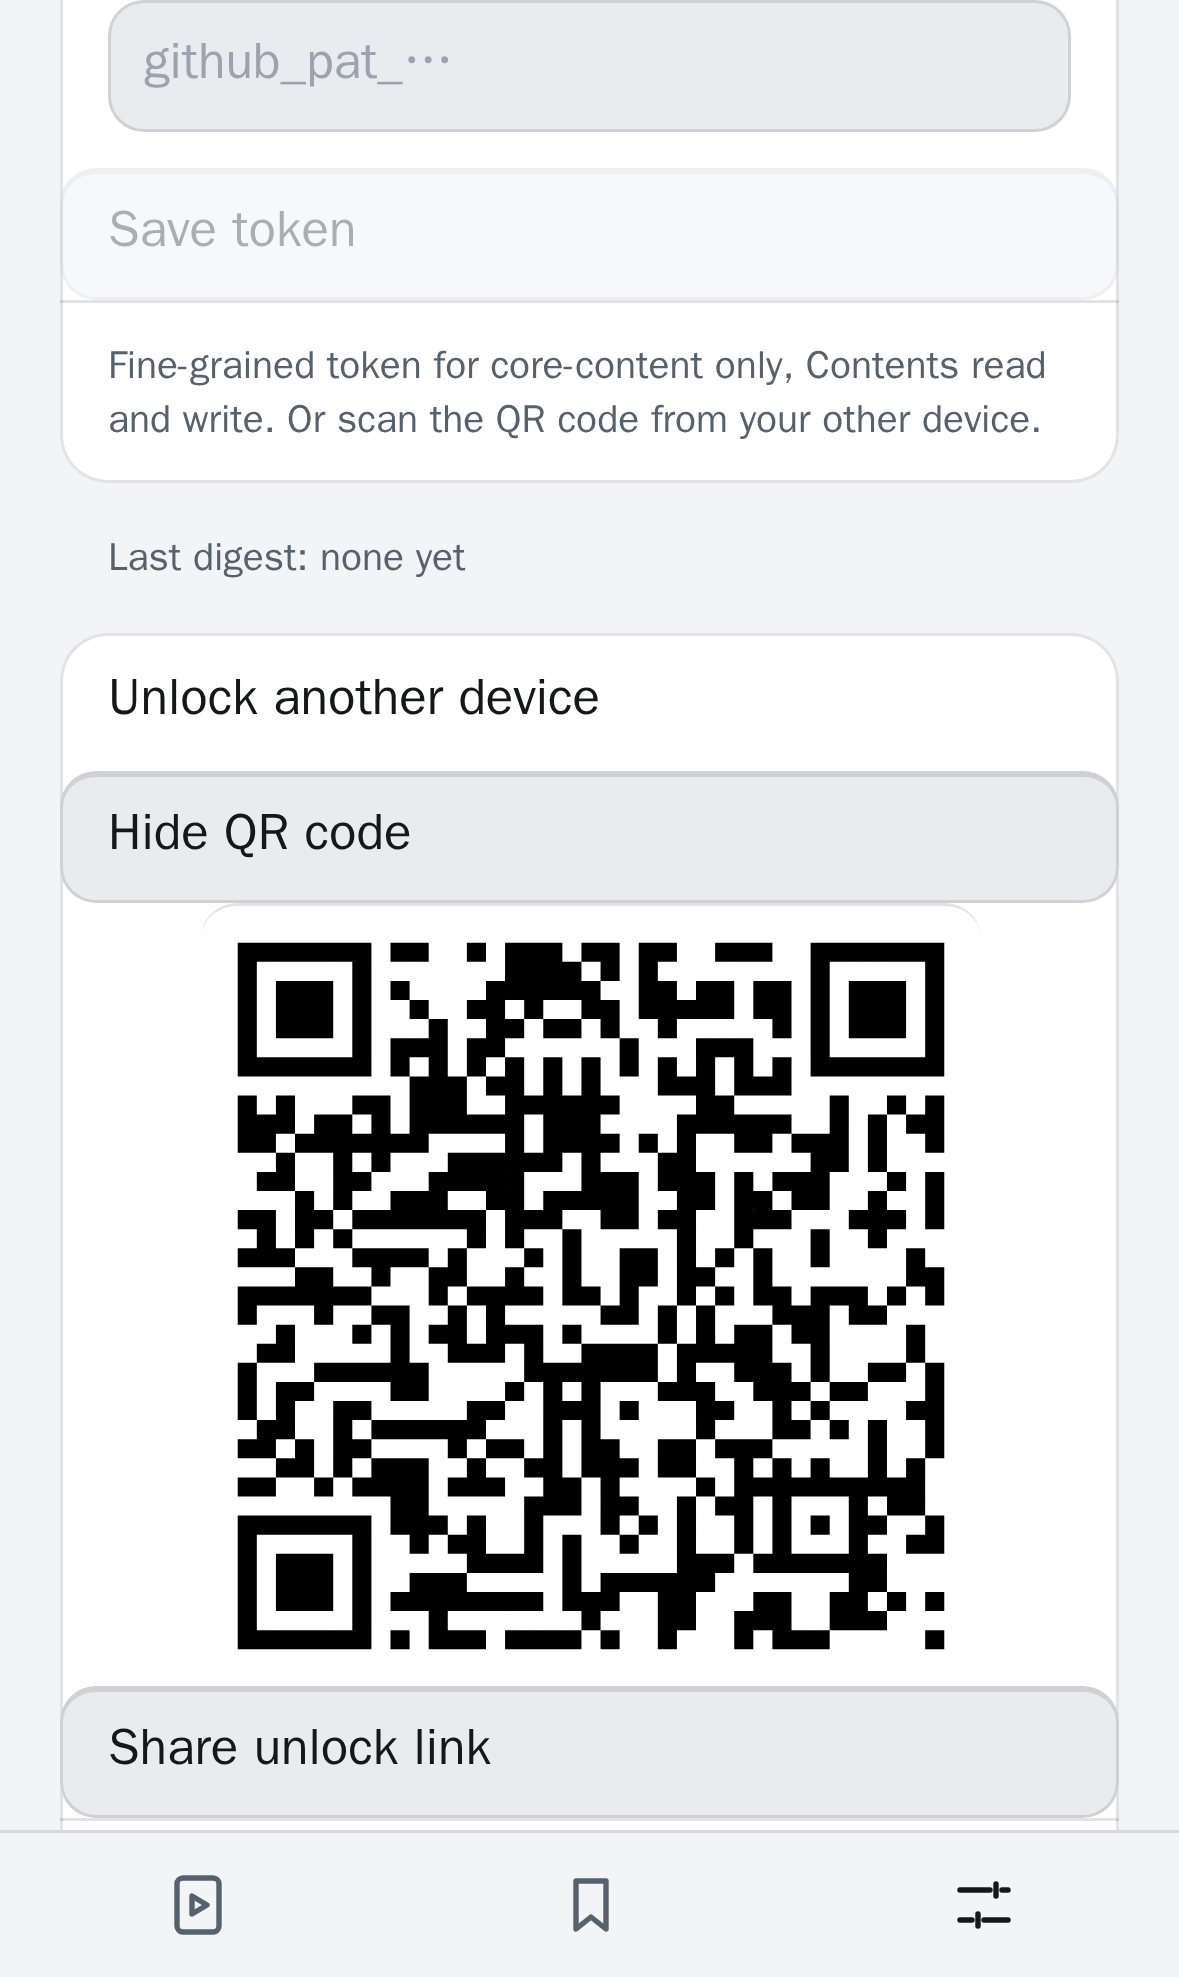 github_pat_···
Save token
Fine-grained token for core-content only, Contents read
and write. Or scan the QR code from your other device.
Last digest: none yet
Unlock another device
Hide QR code
Share unlock link